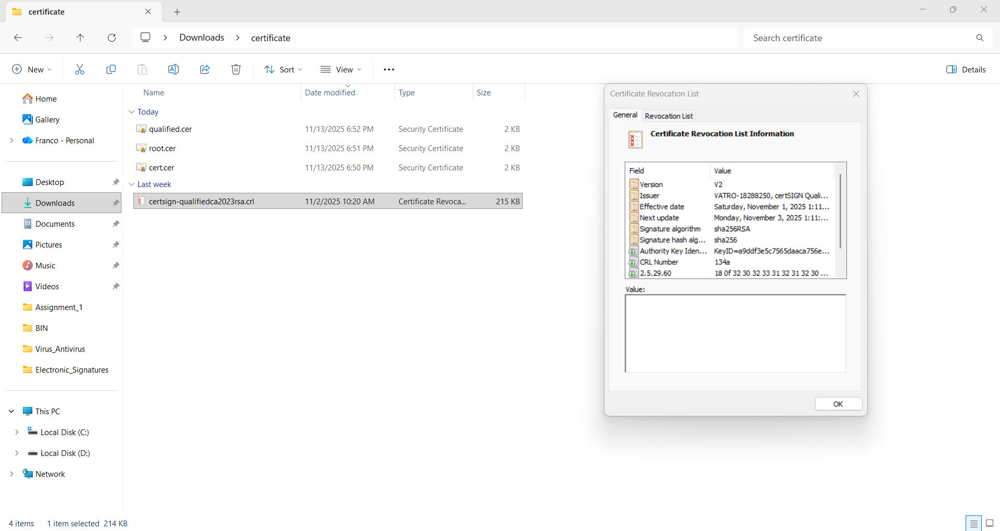 certificate
Downloads
certificate
Search certificate
New
Sort
View
Details
Home
Gallery
Franco - Personal
Desktop
Downloads
Documents
Pictures
Music
Videos
Assignment_1
BIN
Virus_Antivirus
Electronic_Signatures
This PC
Local Disk (C:)
Local Disk (D:)
Network
Name Date modified Type Size
Today
qualified.cer 11/13/2025 6:52 PM Security Certificate 2 KB
root.cer 11/13/2025 6:51 PM Security Certificate 2 KB
cert.cer 11/13/2025 6:50 PM Security Certificate 2 KB
Last week
certsign-qualifiedca2023rsa.crl 11/2/2025 10:20 AM Certificate Revoca... 215 KB
Certificate Revocation List
General Revocation List
Certificate Revocation List Information
Field Value
Version V2
Issuer VATRO-18288250, certSIGN Quali...
Effective date Saturday, November 1, 2025 1:11...
Next update Monday, November 3, 2025 1:11:...
Signature algorithm sha256RSA
Signature hash alg... sha256
Authority Key Iden... KeyID=a9ddf3e5c7565daaca756e...
CRL Number 134a
2.5.29.60 18 0f 32 30 32 33 31 32 31 32 30 ...
Value:
OK
4 items 1 item selected 214 KB